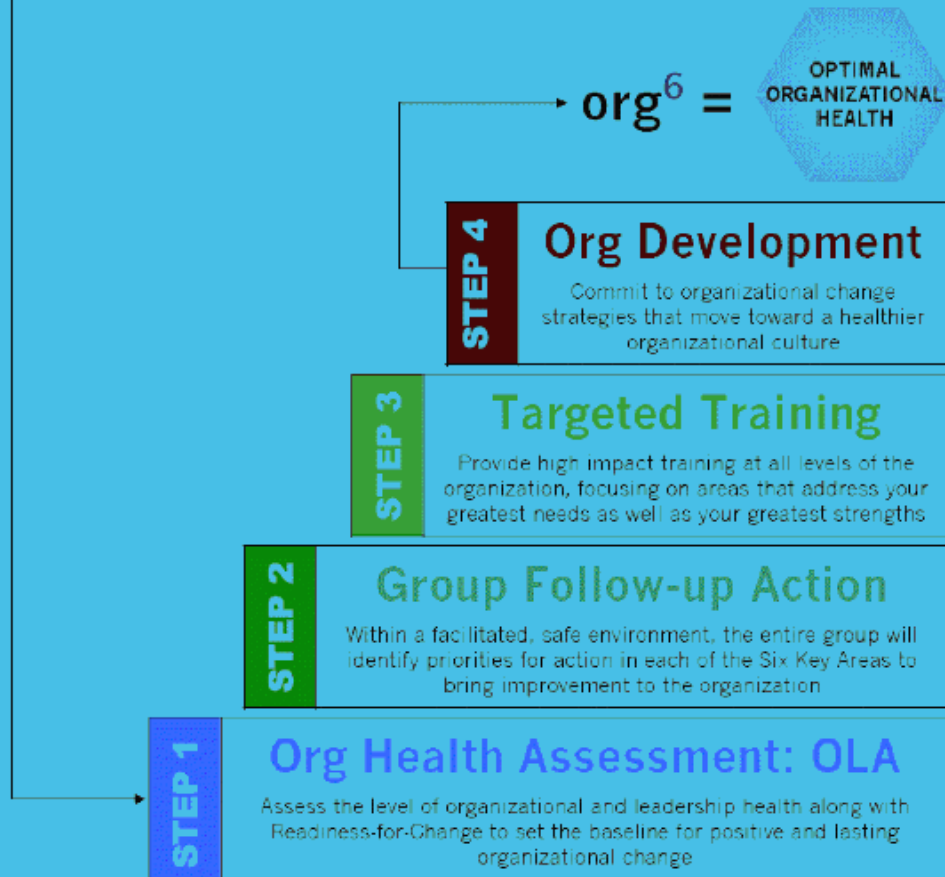 org6 =
OPTIMAL
ORGANIZATIONAL
HEALTH
STEP 4
Org Development
Commit to organizational change
strategies that move toward a healthier
organizational culture
STEP 3
Targeted Training
Provide high impact training at all levels of the
organization, focusing on areas that address your
greatest needs as well as your greatest strengths
STEP 2
Group Follow-up Action
Within a facilitated, safe environment, the entire group will
identify priorities for action in each of the Six Key Areas to
bring improvement to the organization
STEP 1
Org Health Assessment: OLA
Assess the level of organizational and leadership health along with
Readiness-for-Change to set the baseline for positive and lasting
organizational change